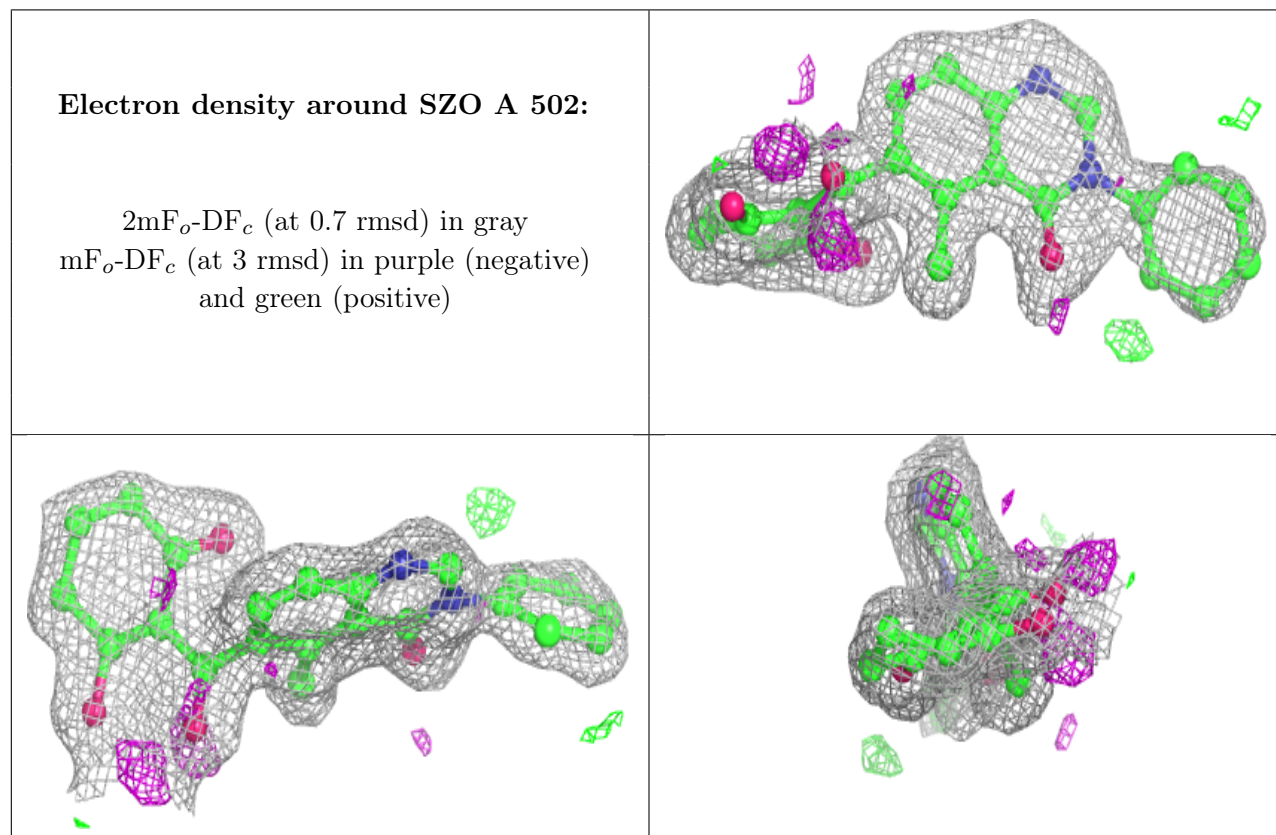 Electron density around SZO A 502:
2mFₒ-DF𝒸 (at 0.7 rmsd) in gray
mFₒ-DF𝒸 (at 3 rmsd) in purple (negative)
and green (positive)